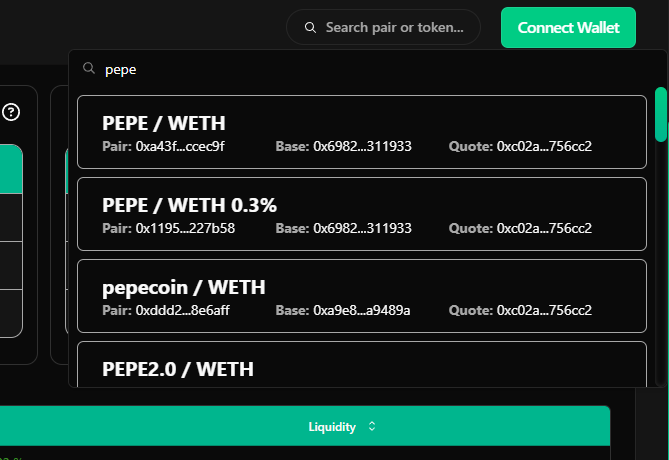 Search pair or token...
Connect Wallet
pepe
?
PEPE / WETH
Pair: 0xa43f...ccec9f Base: 0x6982...311933 Quote: 0xc02a...756cc2
PEPE / WETH 0.3%
Pair: 0x1195...227b58 Base: 0x6982...311933 Quote: 0xc02a...756cc2
pepecoin / WETH
Pair: 0xddd2...8e6aff Base: 0xa9e8...a9489a Quote: 0xc02a...756cc2
PEPE2.0 / WETH
Liquidity